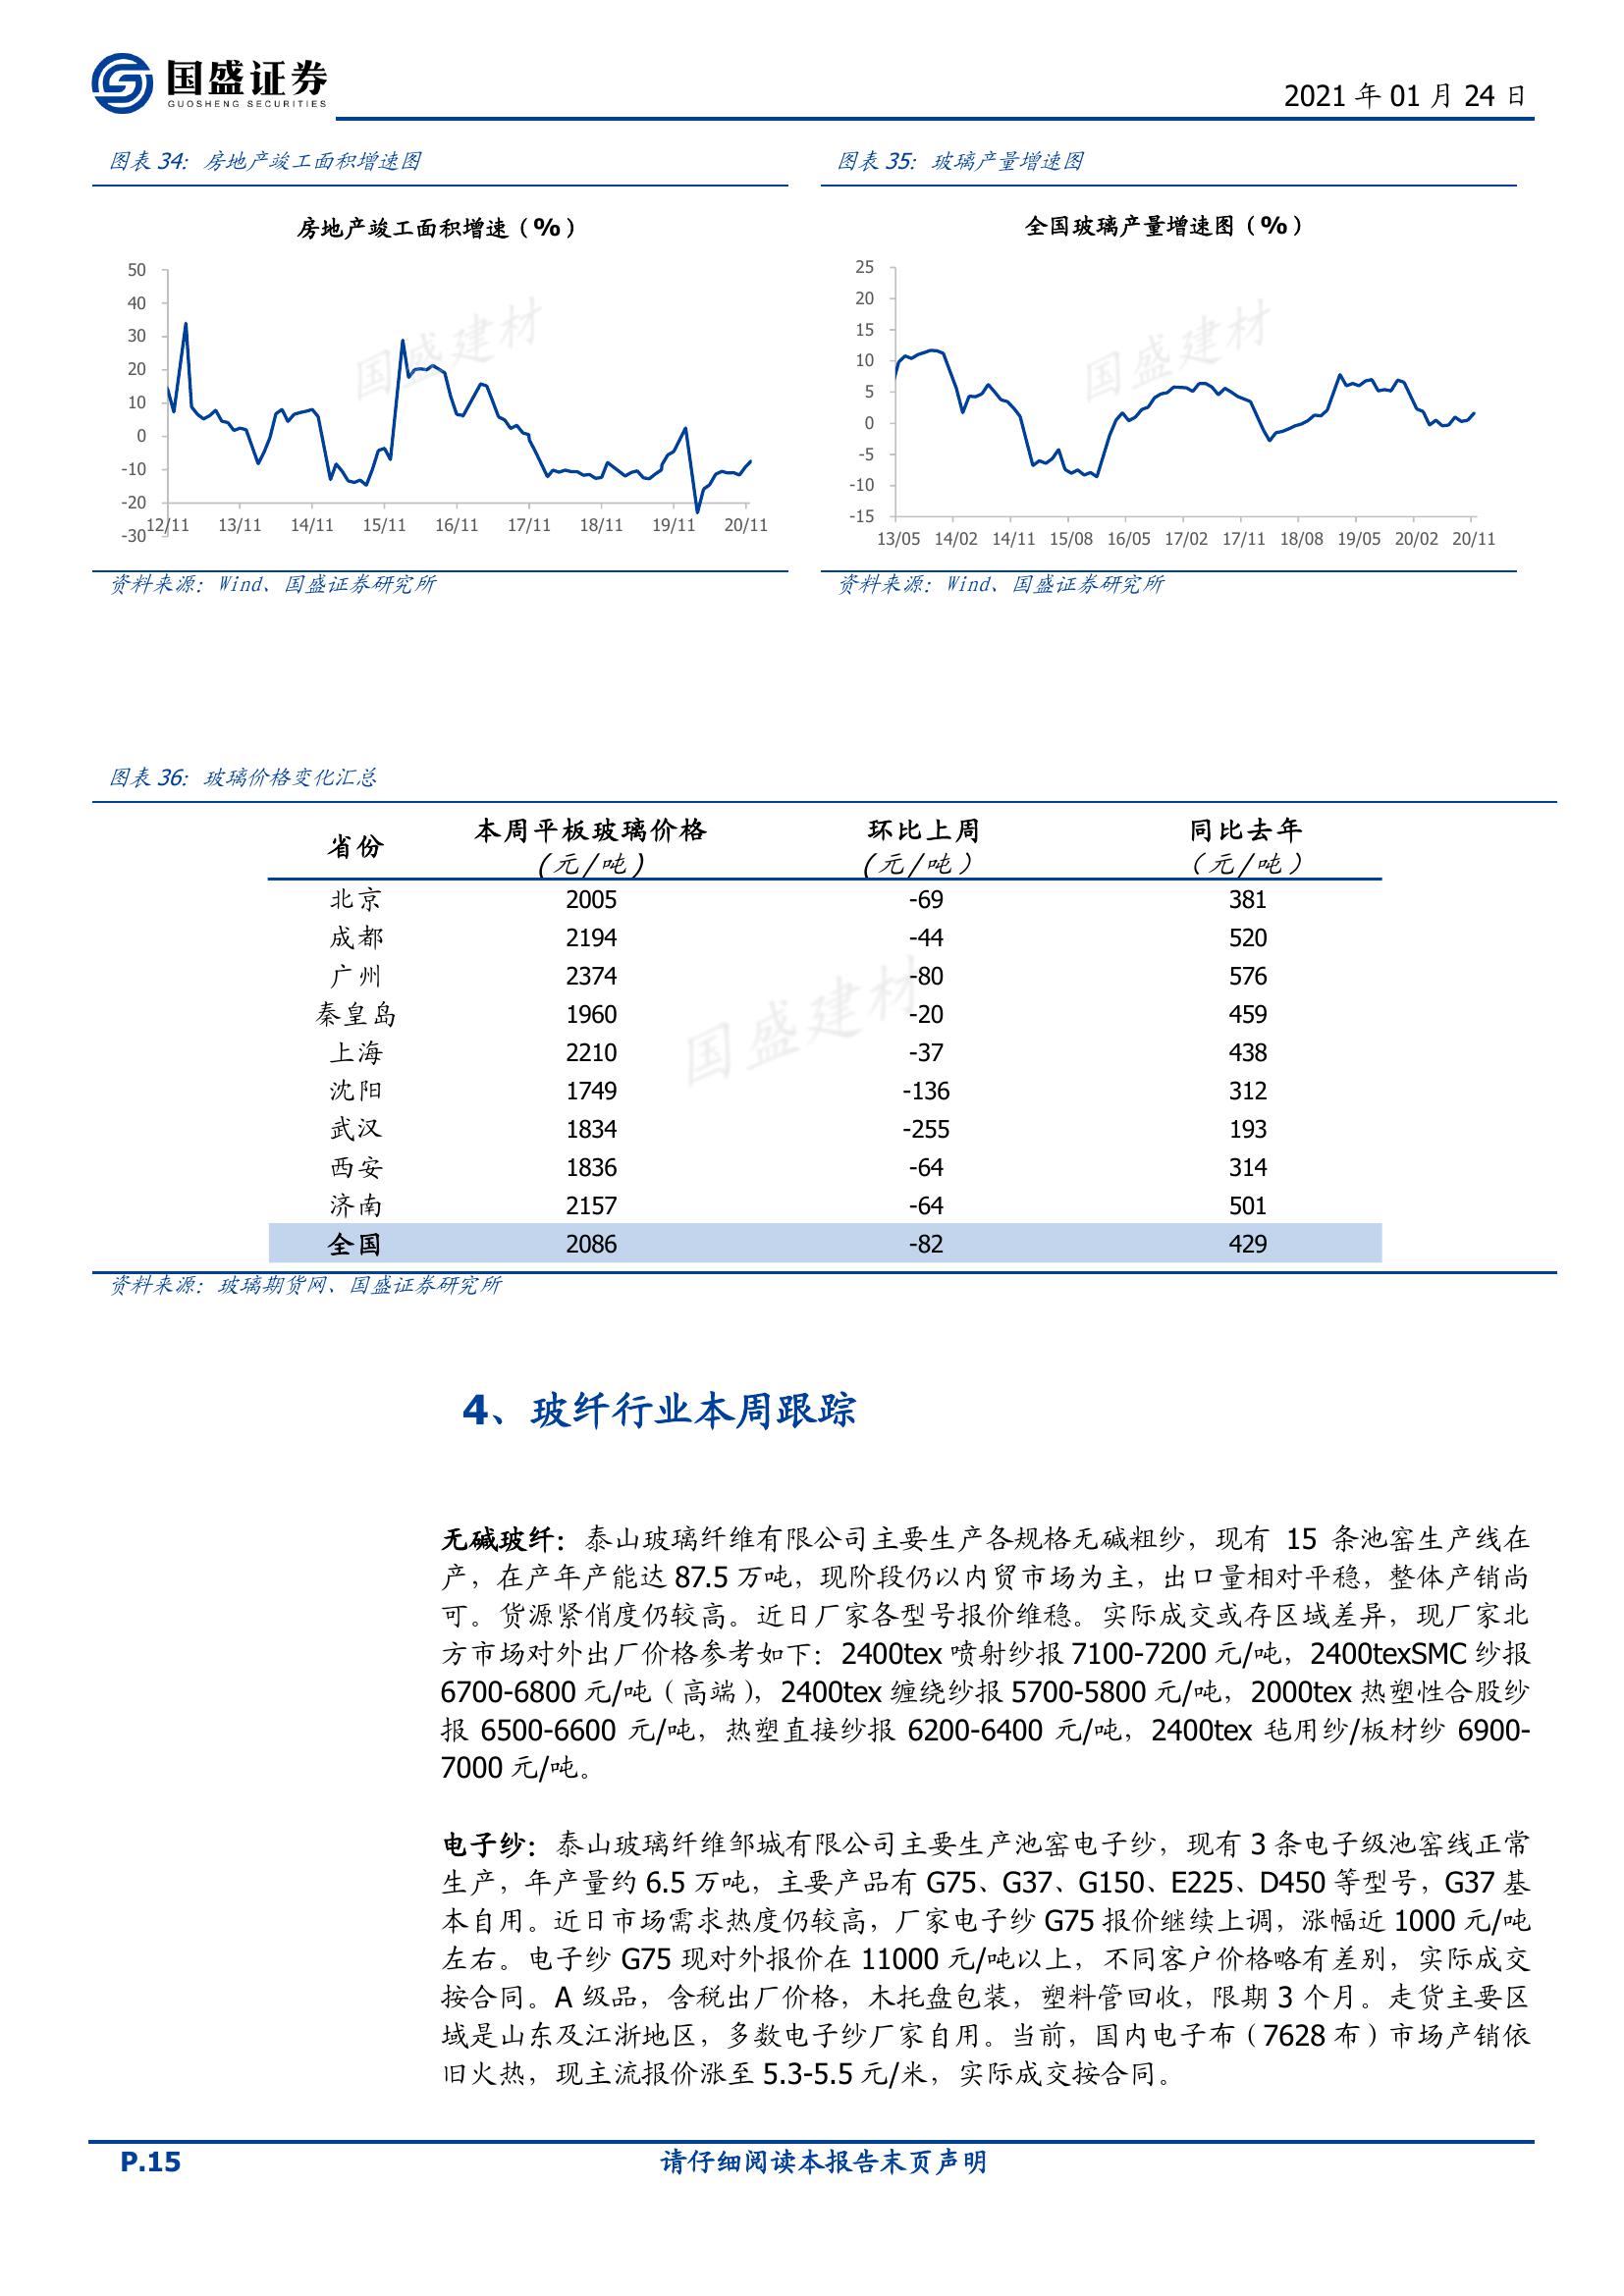 国盛证券
GUOSHENG SECURITIES
2021 年 01 月 24 日
图表 34：房地产竣工面积增速图
房地产竣工面积增速（%）
50
40
30
20
10
0
-10
-20
-30
12/11 13/11 14/11 15/11 16/11 17/11 18/11 19/11 20/11
国盛建材
资料来源：Wind、国盛证券研究所
图表 35：玻璃产量增速图
全国玻璃产量增速图（%）
25
20
15
10
5
0
-5
-10
-15
13/05 14/02 14/11 15/08 16/05 17/02 17/11 18/08 19/05 20/02 20/11
国盛建材
资料来源：Wind、国盛证券研究所
图表 36：玻璃价格变化汇总
省份 本周平板玻璃价格 环比上周 同比去年
(元/吨) (元/吨） （元/吨）
北京 2005 -69 381
成都 2194 -44 520
广州 2374 -80 576
秦皇岛 1960 -20 459
上海 2210 -37 438
沈阳 1749 -136 312
武汉 1834 -255 193
西安 1836 -64 314
济南 2157 -64 501
全国 2086 -82 429
国盛建材
资料来源：玻璃期货网、国盛证券研究所
4、玻纤行业本周跟踪
无碱玻纤：泰山玻璃纤维有限公司主要生产各规格无碱粗纱，现有 15 条池窑生产线在
产，在产年产能达 87.5 万吨，现阶段仍以内贸市场为主，出口量相对平稳，整体产销尚
可。货源紧俏度仍较高。近日厂家各型号报价维稳。实际成交或存区域差异，现厂家北
方市场对外出厂价格参考如下：2400tex 喷射纱报 7100-7200 元/吨，2400texSMC 纱报
6700-6800 元/吨（高端），2400tex 缠绕纱报 5700-5800 元/吨，2000tex 热塑性合股纱
报 6500-6600 元/吨，热塑直接纱报 6200-6400 元/吨，2400tex 毡用纱/板材纱 6900-
7000 元/吨。
电子纱：泰山玻璃纤维邹城有限公司主要生产池窑电子纱，现有 3 条电子级池窑线正常
生产，年产量约 6.5 万吨，主要产品有 G75、G37、G150、E225、D450 等型号，G37 基
本自用。近日市场需求热度仍较高，厂家电子纱 G75 报价继续上调，涨幅近 1000 元/吨
左右。电子纱 G75 现对外报价在 11000 元/吨以上，不同客户价格略有差别，实际成交
按合同。A 级品，含税出厂价格，木托盘包装，塑料管回收，限期 3 个月。走货主要区
域是山东及江浙地区，多数电子纱厂家自用。当前，国内电子布（7628 布）市场产销依
旧火热，现主流报价涨至 5.3-5.5 元/米，实际成交按合同。
P.15
请仔细阅读本报告末页声明